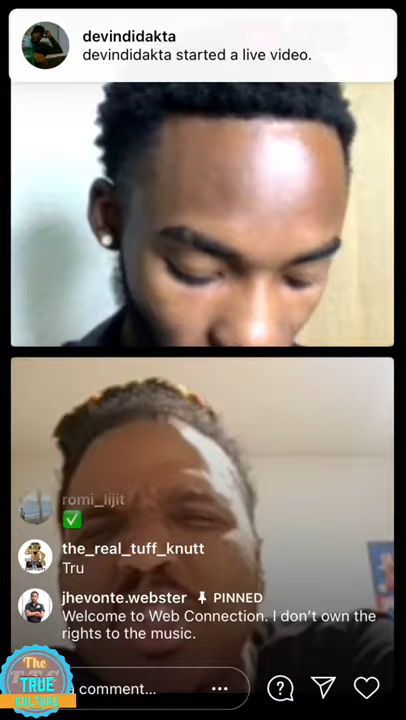 devindidakta
devindidakta started a live video.
romi_lijit
✅
the_real_tuff_knutt
Tru
jhevonte.webster PINNED
Welcome to Web Connection. I don't own the
rights to the music.
The
TRUE
CULTURE
a comment...